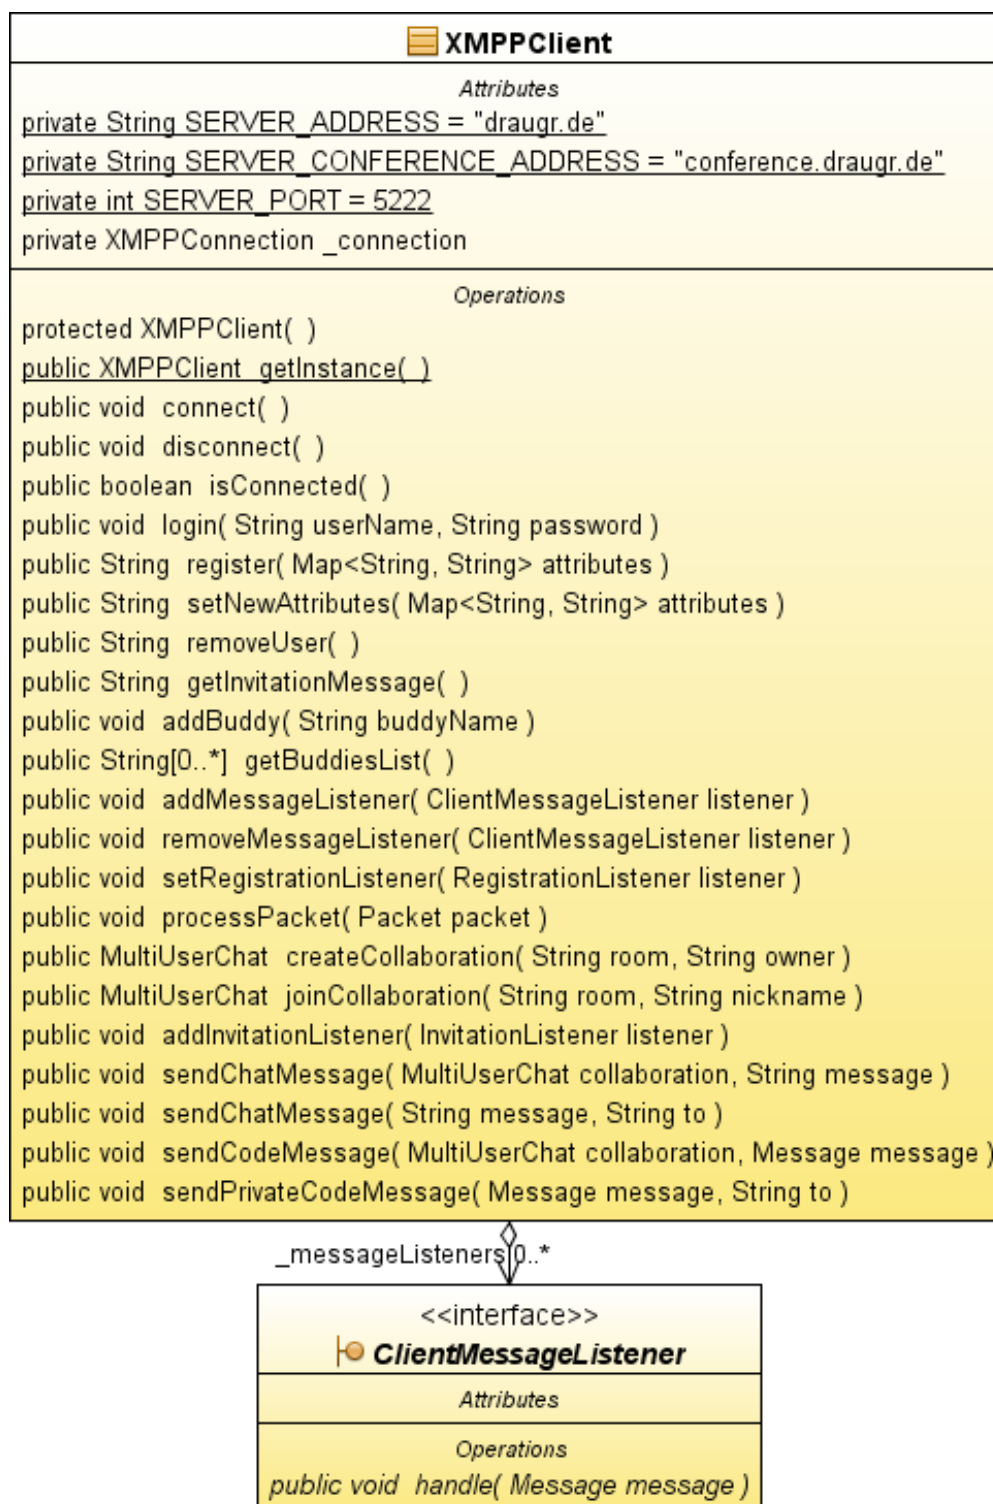 XMPPClient
Attributes
private String SERVER_ADDRESS = "draugr.de"
private String SERVER_CONFERENCE_ADDRESS = "conference.draugr.de"
private int SERVER_PORT = 5222
private XMPPConnection _connection
Operations
protected XMPPClient( )
public XMPPClient getInstance( )
public void connect( )
public void disconnect( )
public boolean isConnected( )
public void login( String userName, String password )
public String register( Map<String, String> attributes )
public String setNewAttributes( Map<String, String> attributes )
public String removeUser( )
public String getInvitationMessage( )
public void addBuddy( String buddyName )
public String[0..*] getBuddiesList( )
public void addMessageListener( ClientMessageListener listener )
public void removeMessageListener( ClientMessageListener listener )
public void setRegistrationListener( RegistrationListener listener )
public void processPacket( Packet packet )
public MultiUserChat createCollaboration( String room, String owner )
public MultiUserChat joinCollaboration( String room, String nickname )
public void addInvitationListener( InvitationListener listener )
public void sendChatMessage( MultiUserChat collaboration, String message )
public void sendChatMessage( String message, String to )
public void sendCodeMessage( MultiUserChat collaboration, Message message )
public void sendPrivateCodeMessage( Message message, String to )
_messageListeners 0..*
<<interface>>
ClientMessageListener
Attributes
Operations
public void handle( Message message )